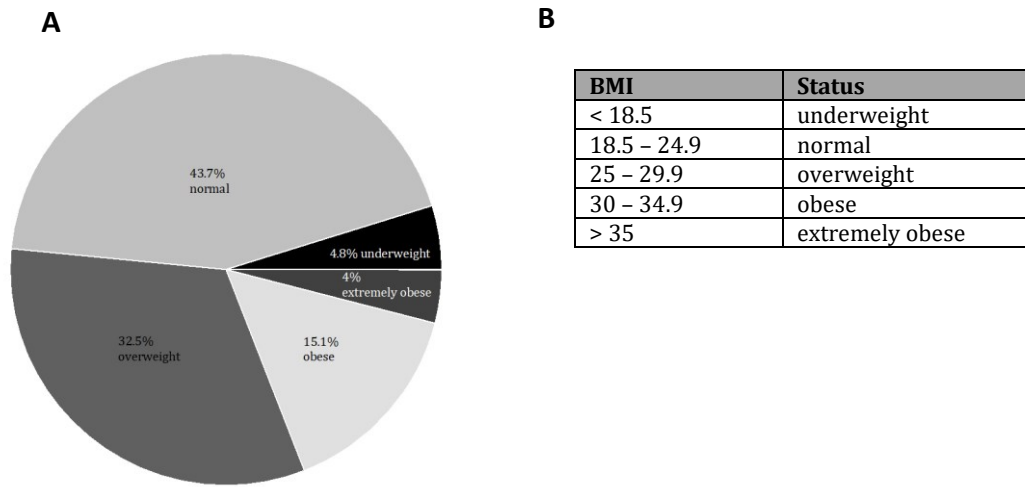 A
43.7%
normal
4.8% underweight
4%
extremely obese
32.5%
overweight
15.1%
obese
B
BMI Status
< 18.5 underweight
18.5 – 24.9 normal
25 – 29.9 overweight
30 – 34.9 obese
> 35 extremely obese